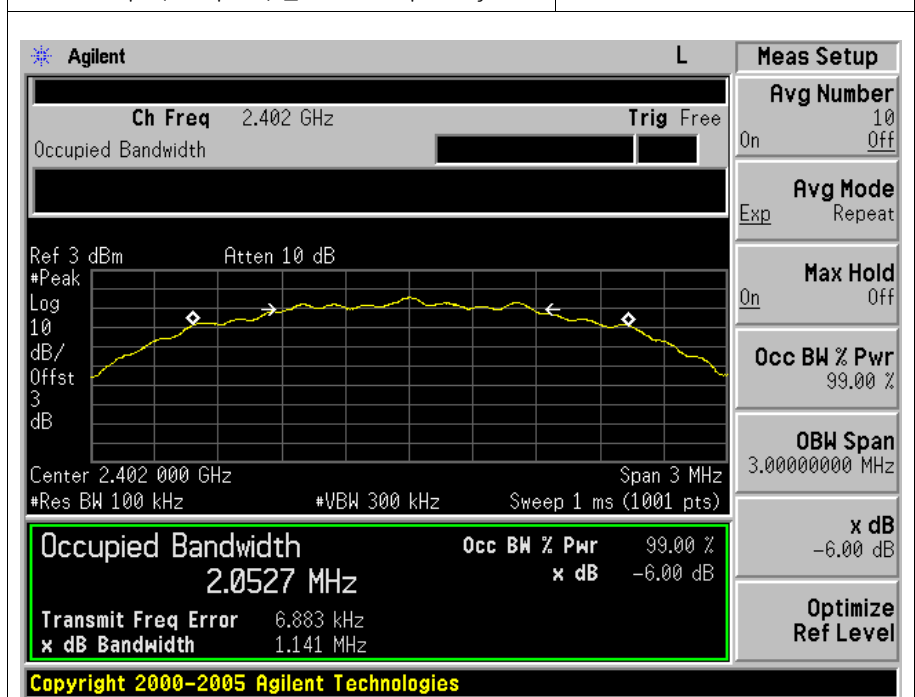 Agilent L Meas Setup
Ch Freq 2.402 GHz Trig Free
Occupied Bandwidth
Avg Number
10
On Off
Avg Mode
Exp Repeat
Max Hold
On Off
Occ BW % Pwr
99.00 %
OBW Span
3.00000000 MHz
x dB
-6.00 dB
Optimize
Ref Level
Ref 3 dBm Atten 10 dB
#Peak
Log
10
dB/
Offst
3
dB
Center 2.402 000 GHz Span 3 MHz
#Res BW 100 kHz #VBW 300 kHz Sweep 1 ms (1001 pts)
Occupied Bandwidth Occ BW % Pwr 99.00 %
2.0527 MHz x dB -6.00 dB
Transmit Freq Error 6.883 kHz
x dB Bandwidth 1.141 MHz
Copyright 2000-2005 Agilent Technologies